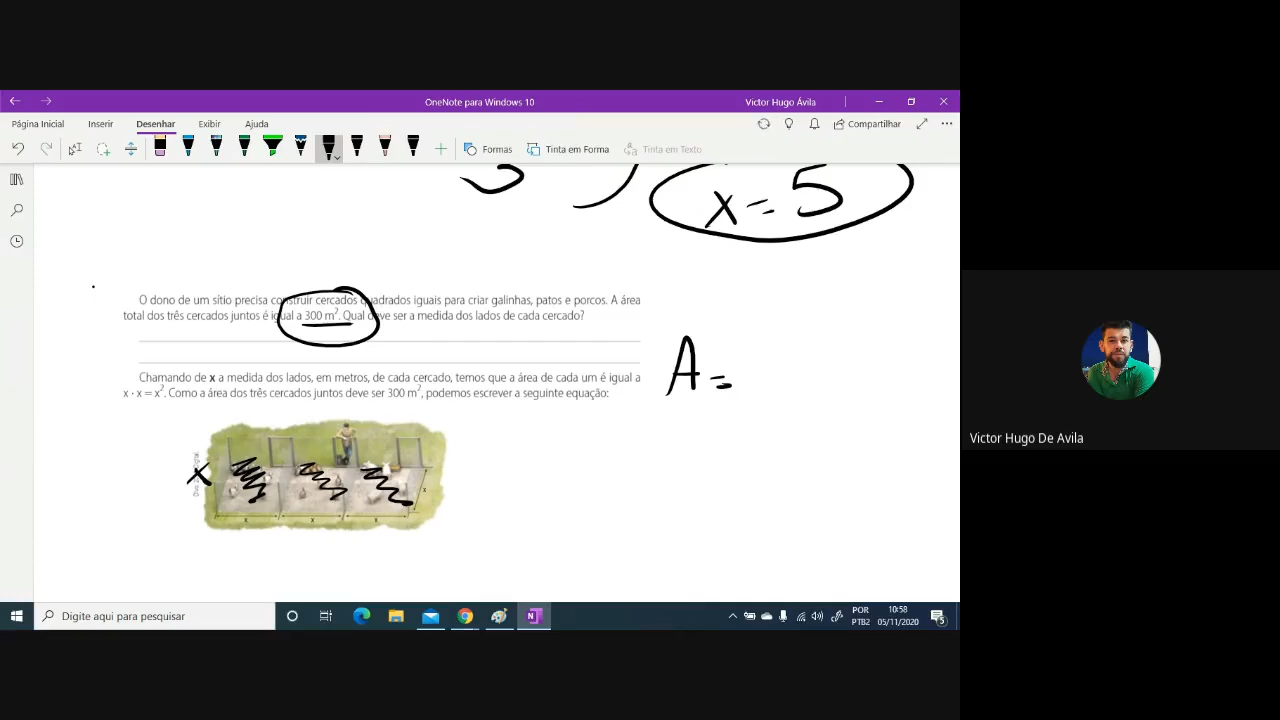 OneNote para Windows 10
Victor Hugo Ávila
Página Inicial Inserir Desenhar Exibir Ajuda
Compartilhar
Formas Tinta em Forma Tinta em Texto
x = 5
O dono de um sítio precisa construir cercados quadrados iguais para criar galinhas, patos e porcos. A área
total dos três cercados juntos é igual a 300 m². Qual deve ser a medida dos lados de cada cercado?
Chamando de x a medida dos lados, em metros, de cada cercado, temos que a área de cada um é igual a
x · x = x². Como a área dos três cercados juntos deve ser 300 m², podemos escrever a seguinte equação:
A =
x
x
x x x
Victor Hugo De Avila
Digite aqui para pesquisar
POR
PTB2
10:58
05/11/2020
5